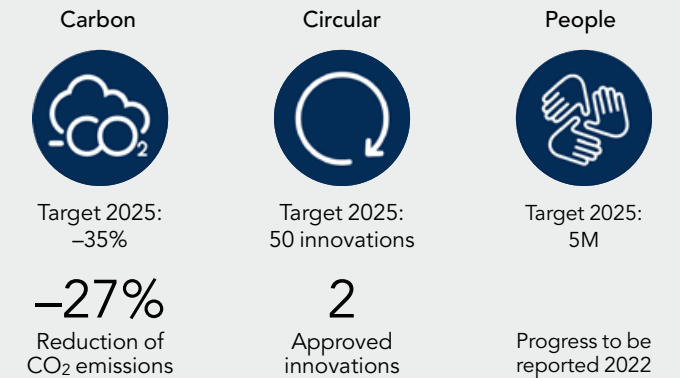 Carbon
-CO2
Target 2025:
–35%
–27%
Reduction of
CO2 emissions
Circular
Target 2025:
50 innovations
2
Approved
innovations
People
Target 2025:
5M
Progress to be
reported 2022